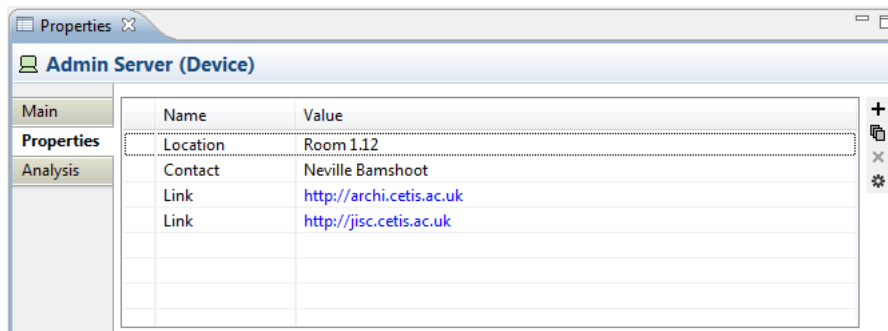 Properties
Admin Server (Device)
Main
Properties
Analysis
Name Value
Location Room 1.12
Contact Neville Bamshoot
Link http://archi.cetis.ac.uk
Link http://jisc.cetis.ac.uk